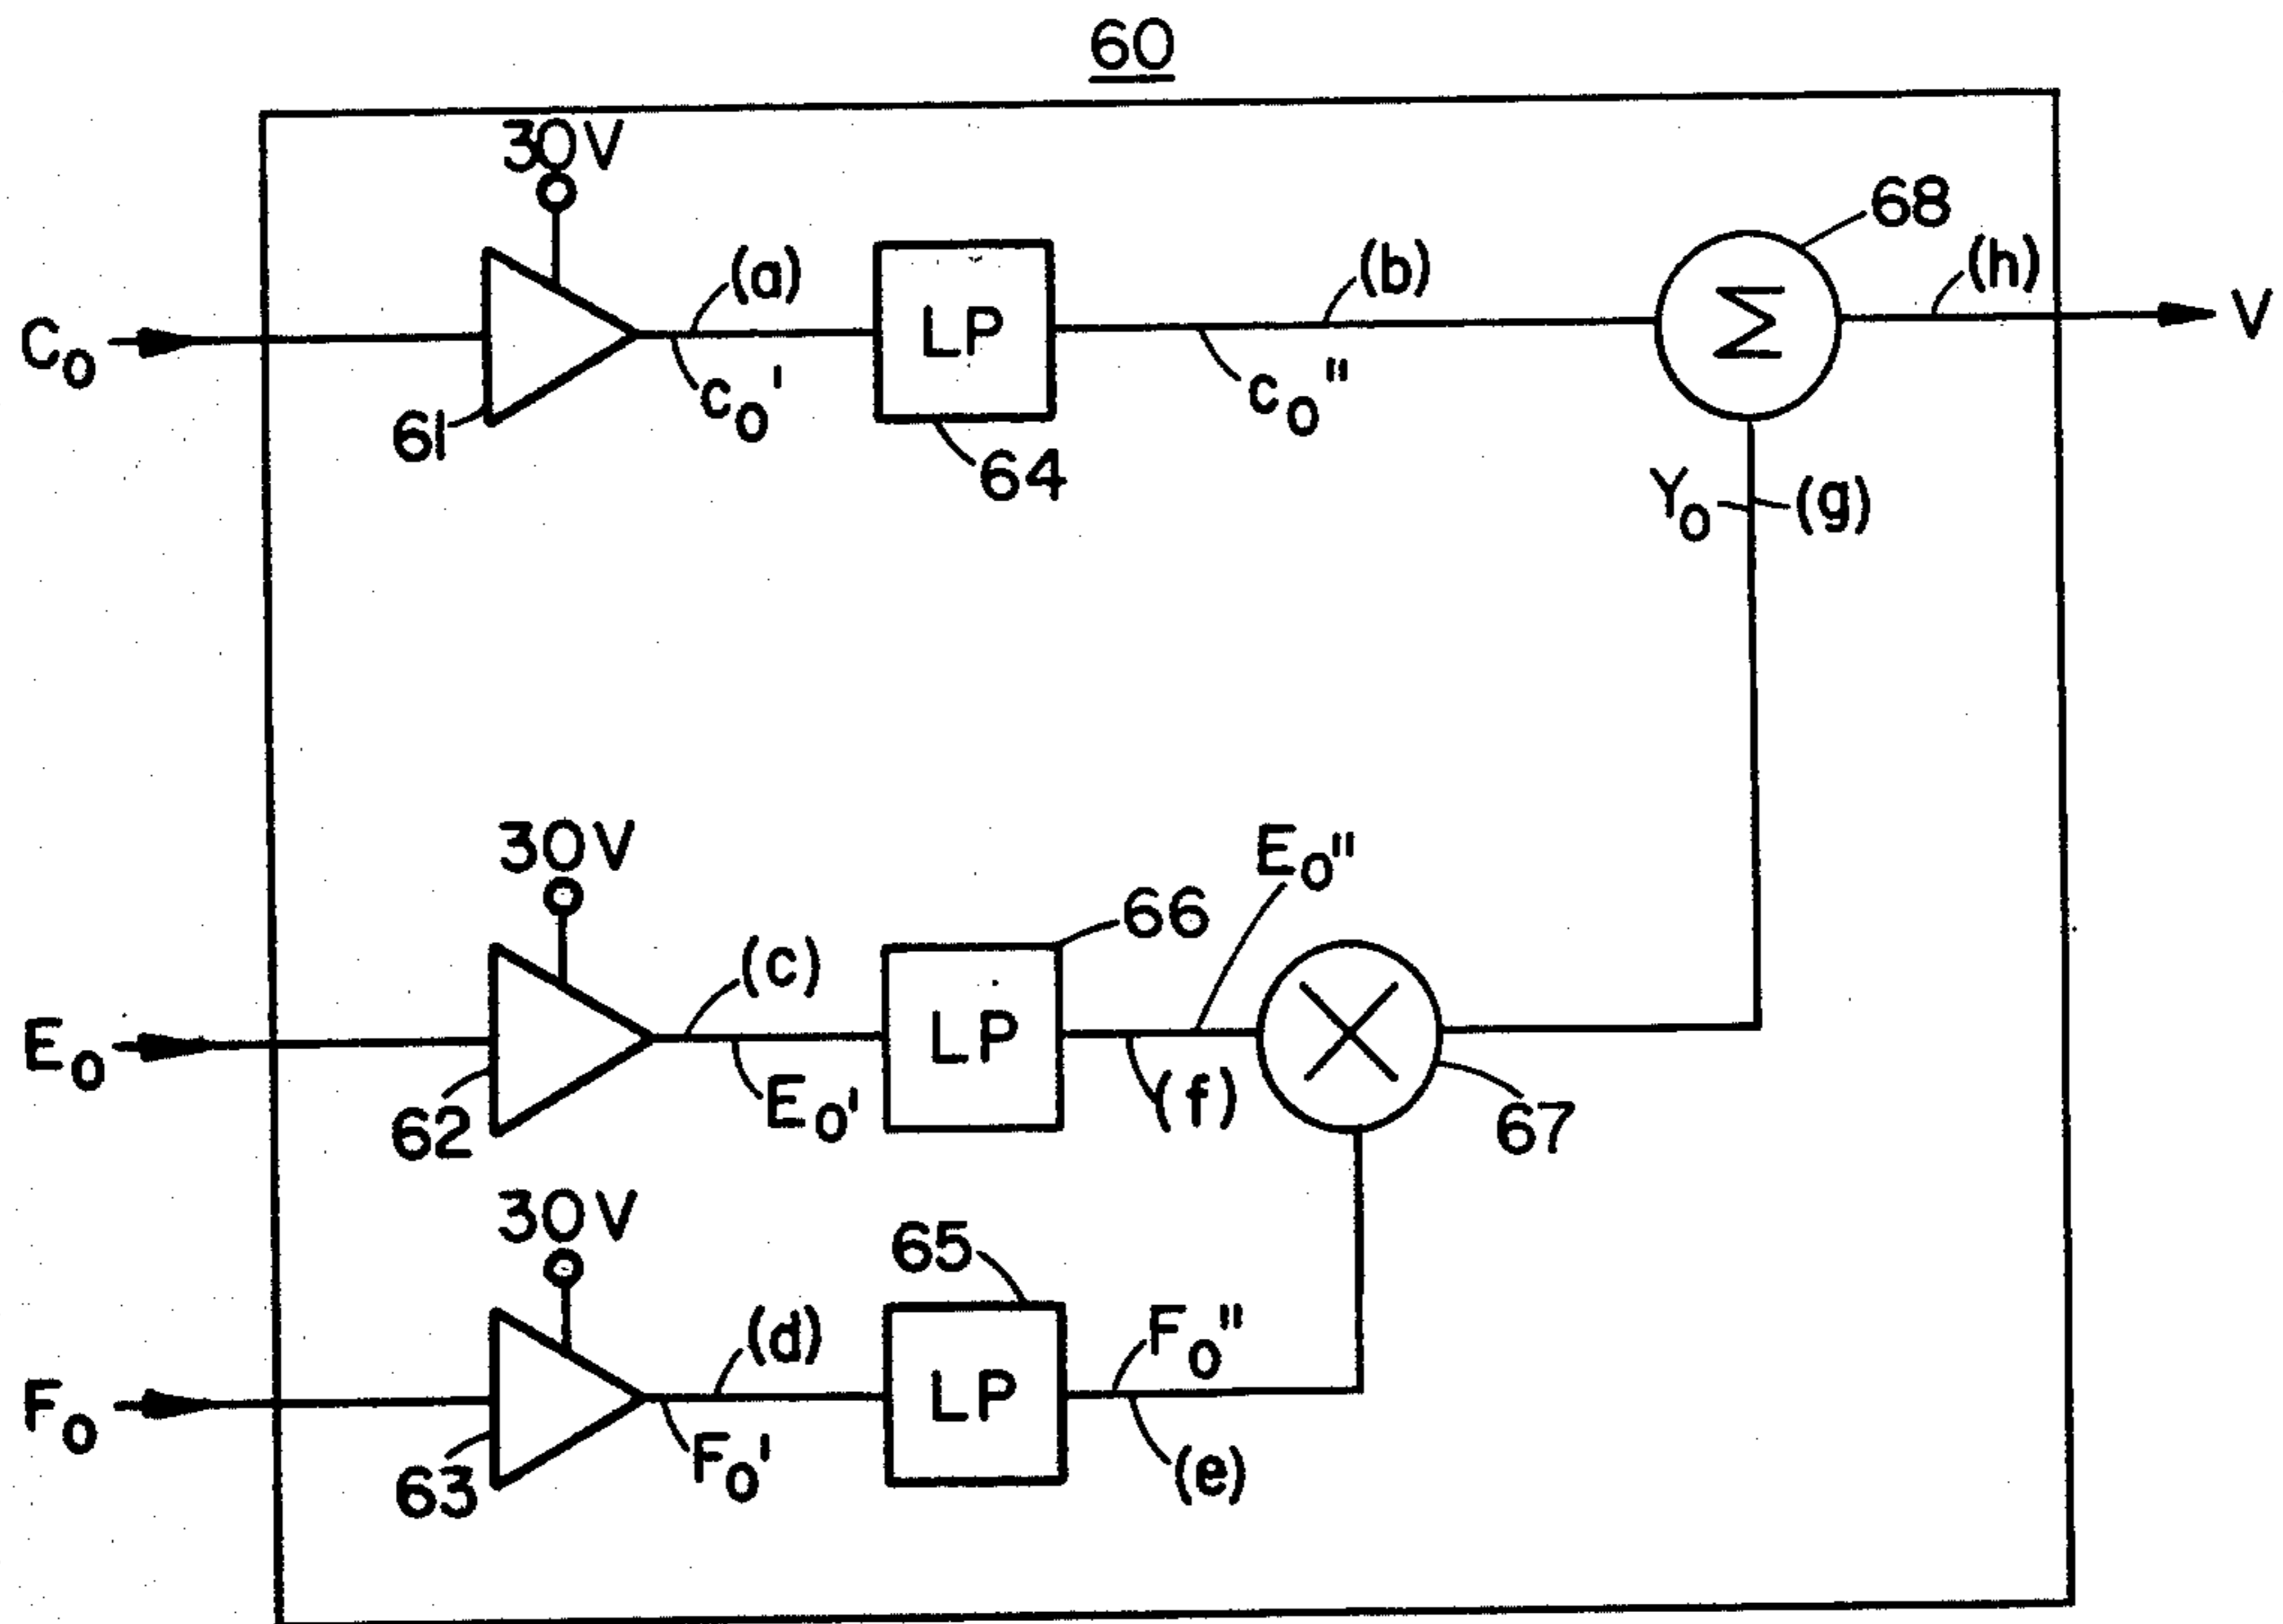 60
30V
68
(a)
(b)
(h)
C₀
LP
Σ
V
61
c₀'
c₀"
64
Y₀
(g)
30V
E₀"
66
(c)
E₀
LP
X
62
E₀'
(f)
67
30V
65
(d)
F₀"
F₀
LP
63
F₀'
(e)